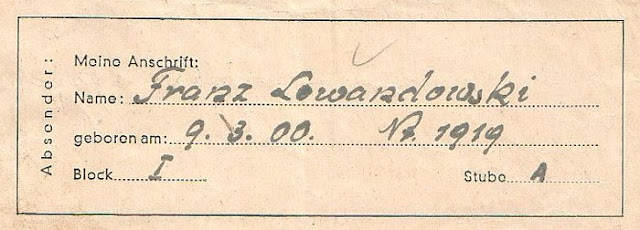 Absender:
Meine Anschrift:
Name: Franz Lewandowski
geboren am: 9. 3. 00. Nr. 1919
Block I Stube A